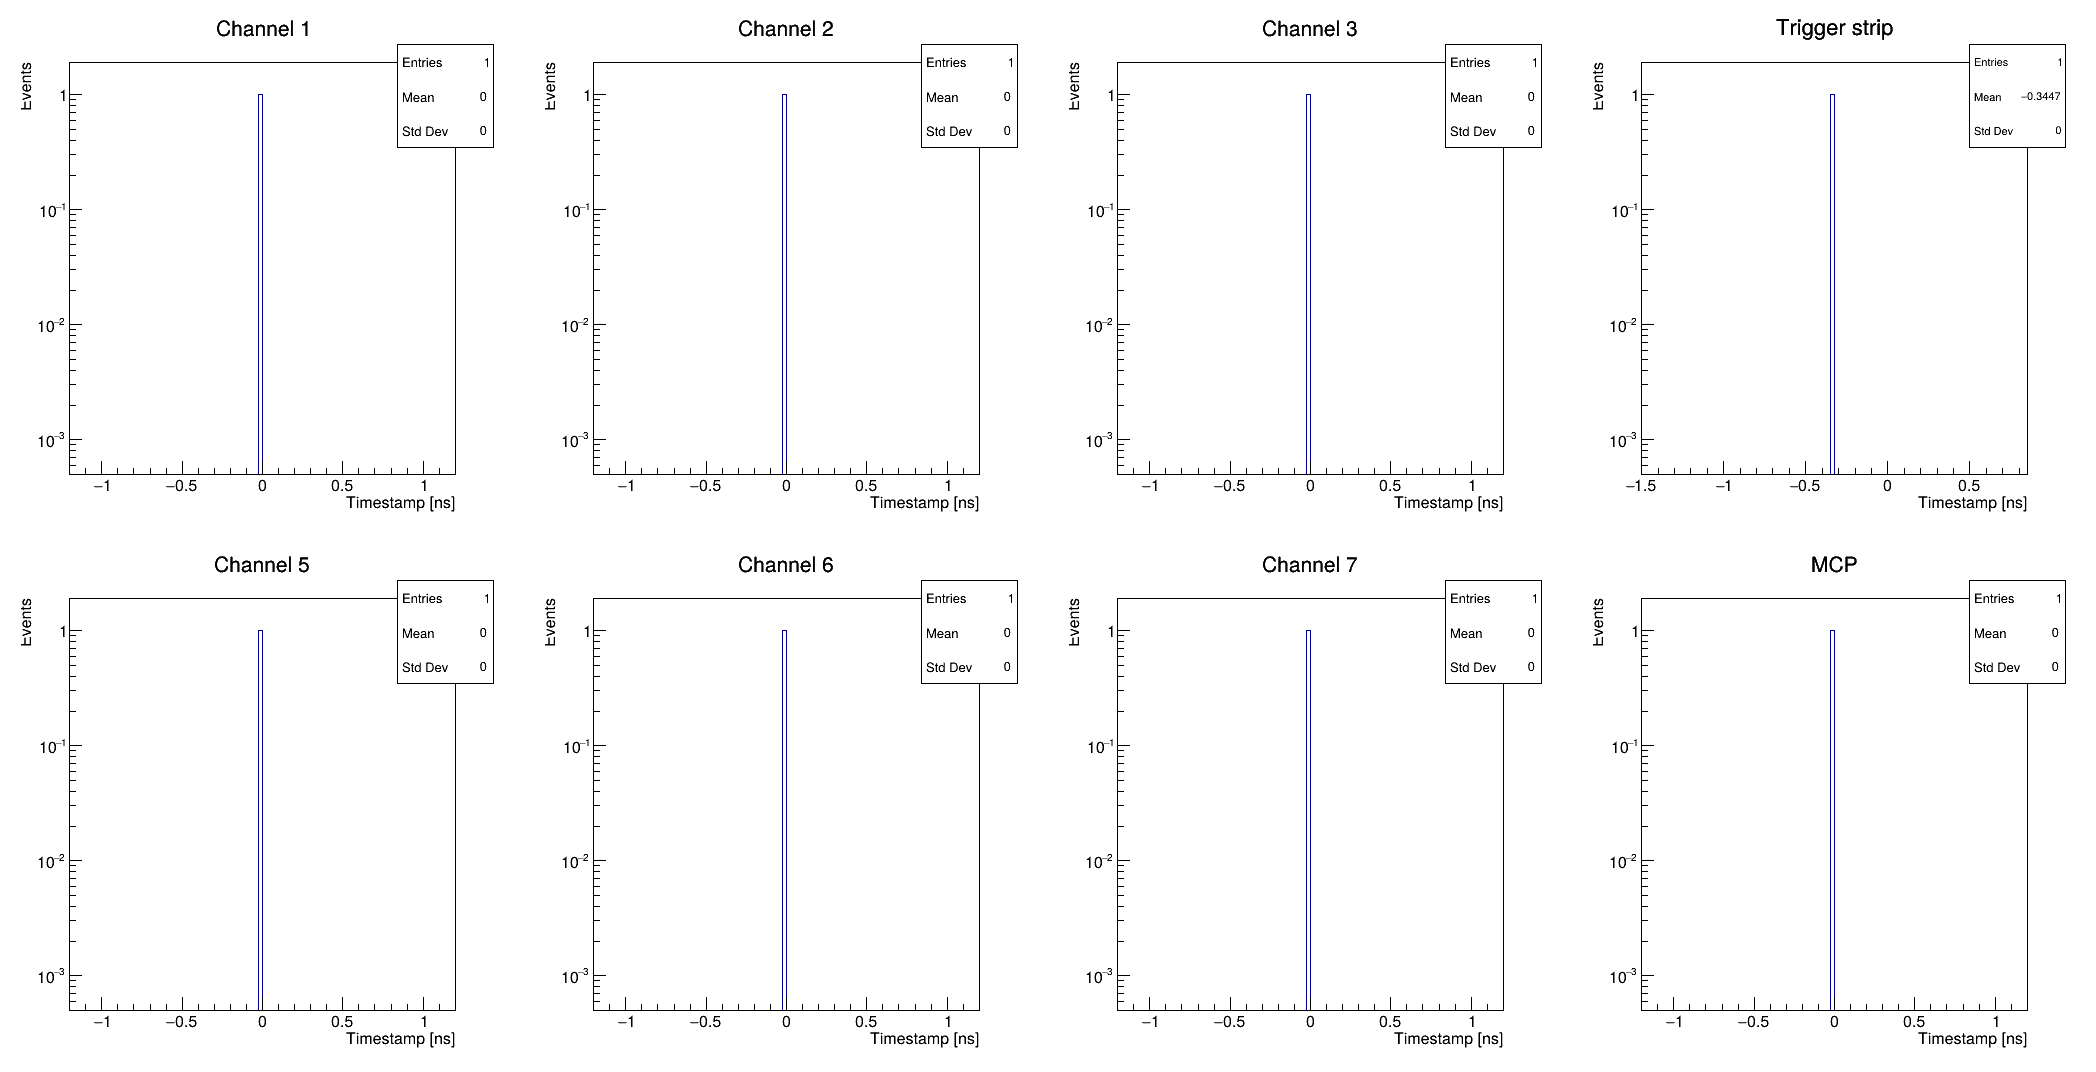 Channel 1
Events
Entries 1
Mean 0
Std Dev 0
1
10⁻¹
10⁻²
10⁻³
−1 −0.5 0 0.5 1
Timestamp [ns]
Channel 2
Events
Entries 1
Mean 0
Std Dev 0
1
10⁻¹
10⁻²
10⁻³
−1 −0.5 0 0.5 1
Timestamp [ns]
Channel 3
Events
Entries 1
Mean 0
Std Dev 0
1
10⁻¹
10⁻²
10⁻³
−1 −0.5 0 0.5 1
Timestamp [ns]
Trigger strip
Events
Entries 1
Mean −0.3447
Std Dev 0
1
10⁻¹
10⁻²
10⁻³
−1.5 −1 −0.5 0 0.5
Timestamp [ns]
Channel 5
Events
Entries 1
Mean 0
Std Dev 0
1
10⁻¹
10⁻²
10⁻³
−1 −0.5 0 0.5 1
Timestamp [ns]
Channel 6
Events
Entries 1
Mean 0
Std Dev 0
1
10⁻¹
10⁻²
10⁻³
−1 −0.5 0 0.5 1
Timestamp [ns]
Channel 7
Events
Entries 1
Mean 0
Std Dev 0
1
10⁻¹
10⁻²
10⁻³
−1 −0.5 0 0.5 1
Timestamp [ns]
MCP
Events
Entries 1
Mean 0
Std Dev 0
1
10⁻¹
10⁻²
10⁻³
−1 −0.5 0 0.5 1
Timestamp [ns]